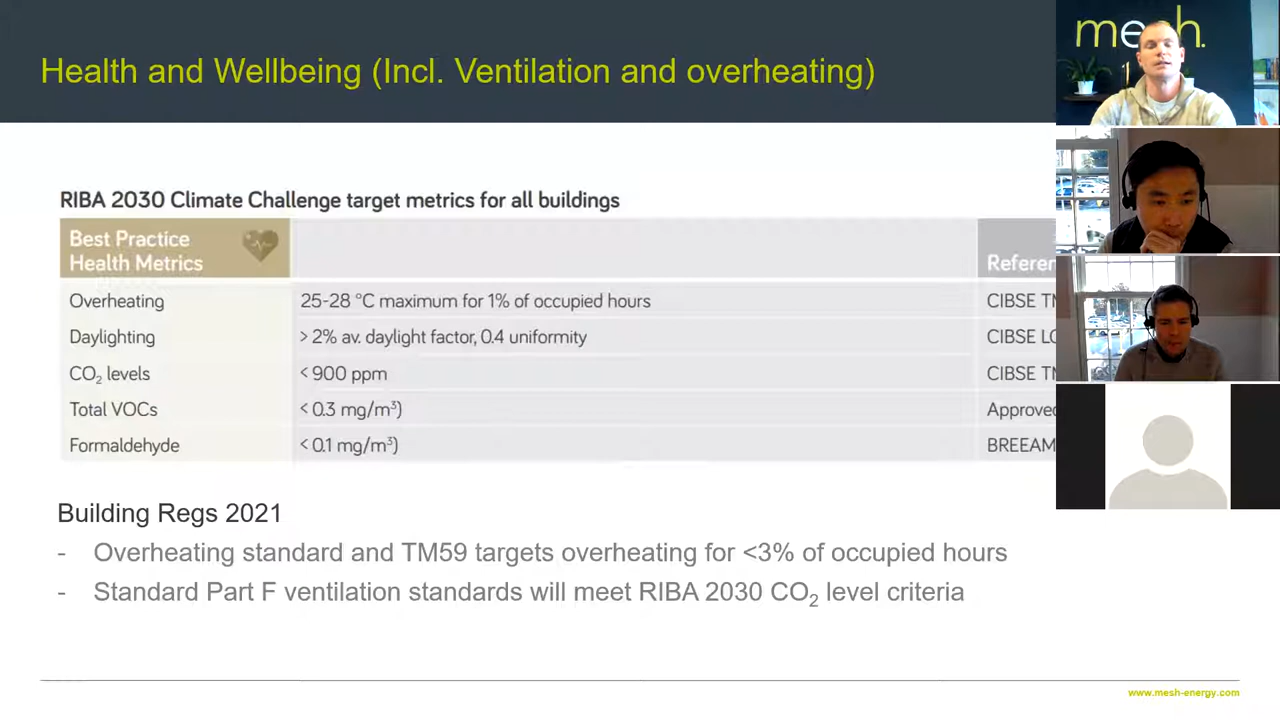 Health and Wellbeing (Incl. Ventilation and overheating)
mesh.
RIBA 2030 Climate Challenge target metrics for all buildings
Best Practice
Health Metrics
Overheating 25-28 °C maximum for 1% of occupied hours CIBSE
Daylighting > 2% av. daylight factor, 0.4 uniformity CIBSE
CO₂ levels < 900 ppm CIBSE
Total VOCs < 0.3 mg/m³) Approved
Formaldehyde < 0.1 mg/m³) BREEAM
Building Regs 2021
- Overheating standard and TM59 targets overheating for <3% of occupied hours
- Standard Part F ventilation standards will meet RIBA 2030 CO₂ level criteria
www.mesh-energy.com